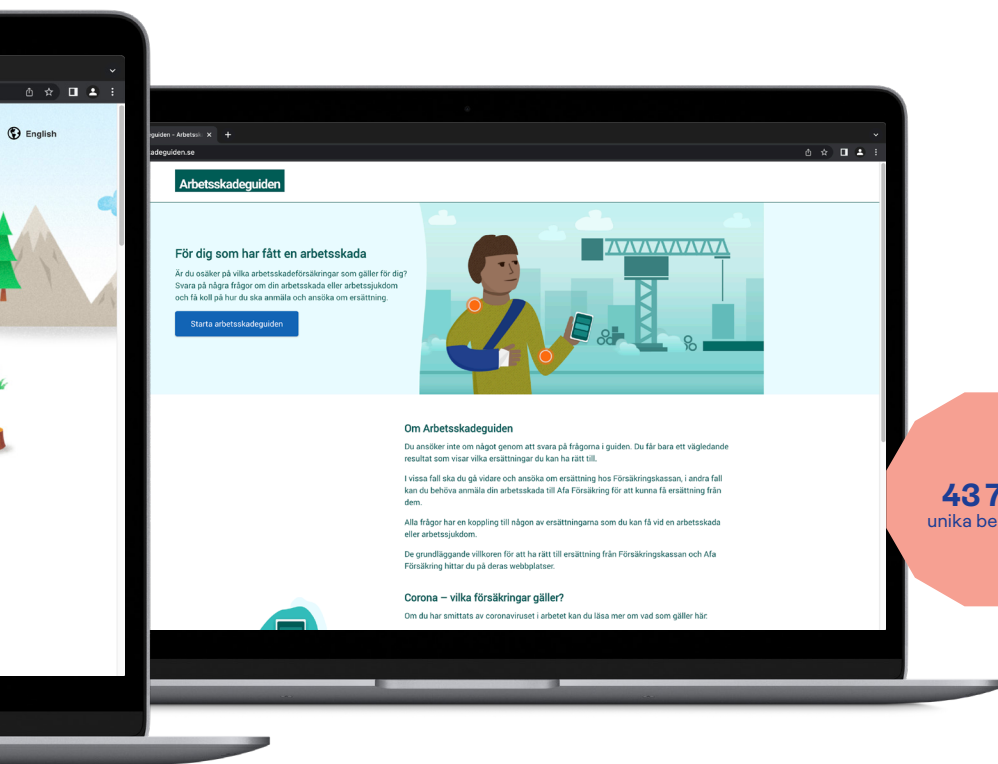 English
adeguiden.se
Arbetsskadeguiden
För dig som har fått en arbetsskada
Är du osäker på vilka arbetsskadeförsäkringar som gäller för dig?
Svara på några frågor om din arbetsskada eller arbetssjukdom
och få koll på hur du ska anmäla och ansöka om ersättning.
Starta arbetsskadeguiden
Om Arbetsskadeguiden
Du ansöker inte om något genom att svara på frågorna i guiden. Du får bara ett vägledande
resultat som visar vilka ersättningar du kan ha rätt till.
I vissa fall ska du gå vidare och ansöka om ersättning hos Försäkringskassan, i andra fall
kan du behöva anmäla din arbetsskada till Afa Försäkring för att kunna få ersättning från
dem.
Alla frågor har en koppling till någon av ersättningarna som du kan få vid en arbetsskada
eller arbetssjukdom.
De grundläggande villkoren för att ha rätt till ersättning från Försäkringskassan och Afa
Försäkring hittar du på deras webbplatser.
Corona – vilka försäkringar gäller?
Om du har smittats av coronaviruset i arbetet kan du läsa mer om vad som gäller här:
43 7
unika be